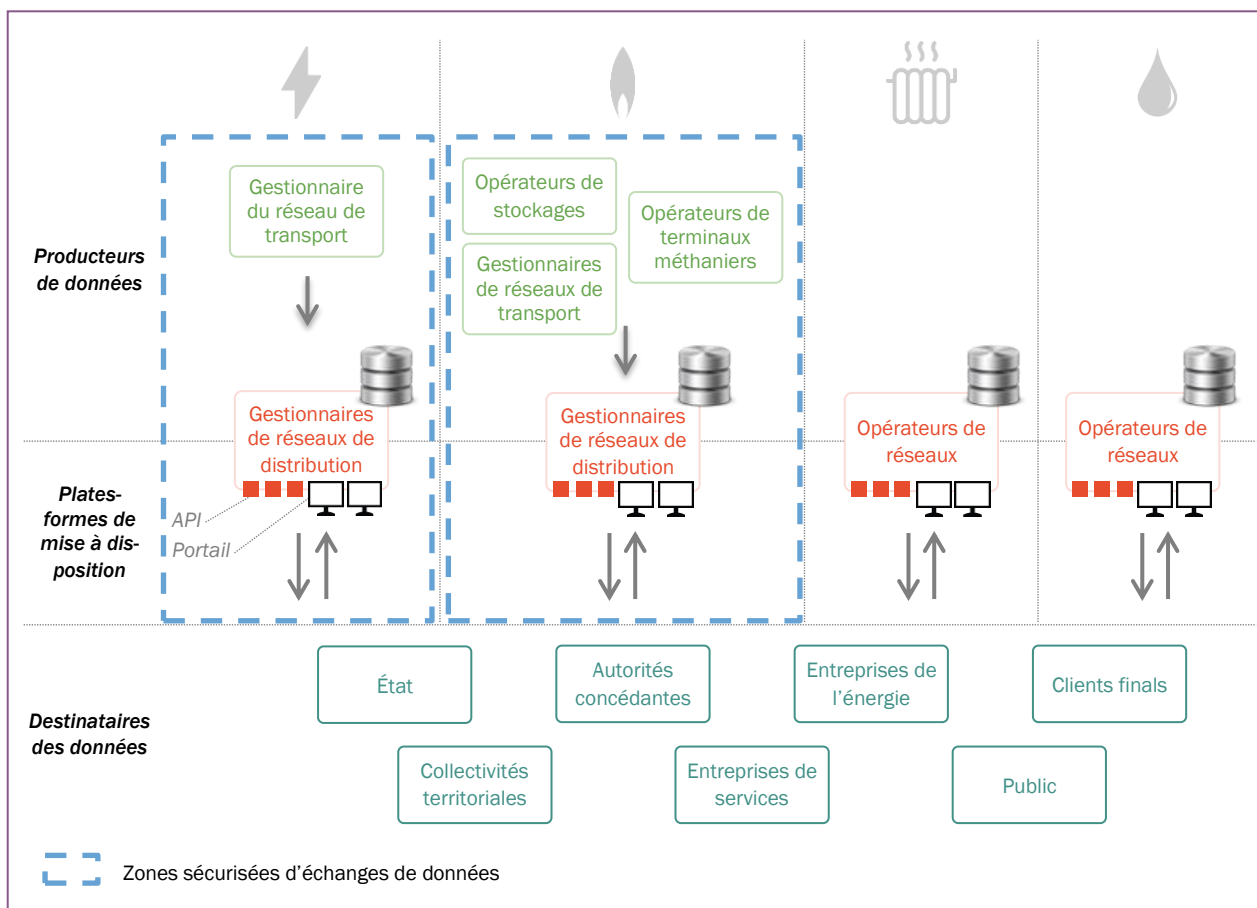 Producteurs
de données
Gestionnaire
du réseau de
transport
Opérateurs de
stockages
Opérateurs de
terminaux
méthaniers
Gestionnaires
de réseaux de
transport
Gestionnaires
de réseaux de
distribution
Gestionnaires
de réseaux de
distribution
Opérateurs de
réseaux
Opérateurs de
réseaux
Plates-
formes de
mise à dis-
position
API
Portail
Destinataires
des données
État
Autorités
concédantes
Entreprises de
l’énergie
Clients finals
Collectivités
territoriales
Entreprises de
services
Public
Zones sécurisées d’échanges de données